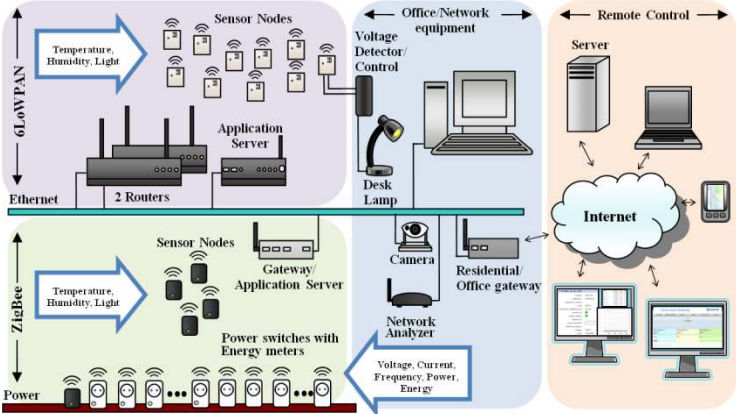 Sensor Nodes
Temperature,
Humidity, Light
6LoWPAN
Application
Server
2 Routers
Ethernet
Office/Network
equipment
Voltage
Detector/
Control
Desk
Lamp
Remote Control
Server
Internet
Sensor Nodes
Temperature,
Humidity, Light
ZigBee
Gateway/
Application Server
Camera
Residential/
Office gateway
Network
Analyzer
Power switches with
Energy meters
Voltage, Current,
Frequency, Power,
Energy
Power